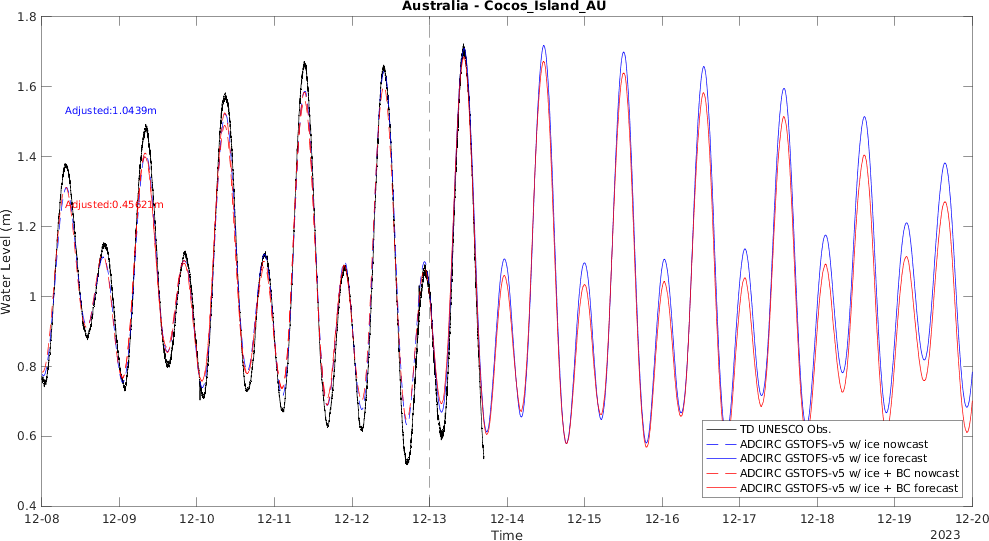 Australia - Cocos_Island_AU
1.8
1.6
1.4
1.2
1
0.8
0.6
0.4
Water Level (m)
Adjusted:1.0439m
Adjusted:0.45621m
TD UNESCO Obs.
ADCIRC GSTOFS-v5 w/ ice nowcast
ADCIRC GSTOFS-v5 w/ ice forecast
ADCIRC GSTOFS-v5 w/ ice + BC nowcast
ADCIRC GSTOFS-v5 w/ ice + BC forecast
12-08 12-09 12-10 12-11 12-12 12-13 12-14 12-15 12-16 12-17 12-18 12-19 12-20
Time
2023